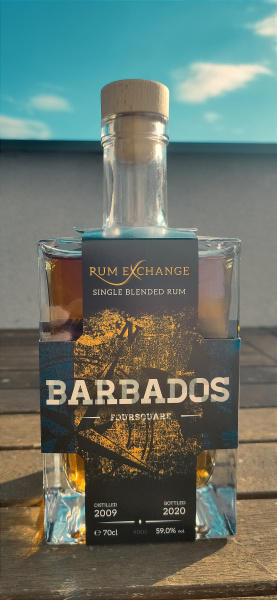 RUM EXCHANGE
SINGLE BLENDED RUM
BARBADOS
FOURSQUARE
DISTILLED BOTTLED
2009 2020
℮ 70cl 59.0% vol.